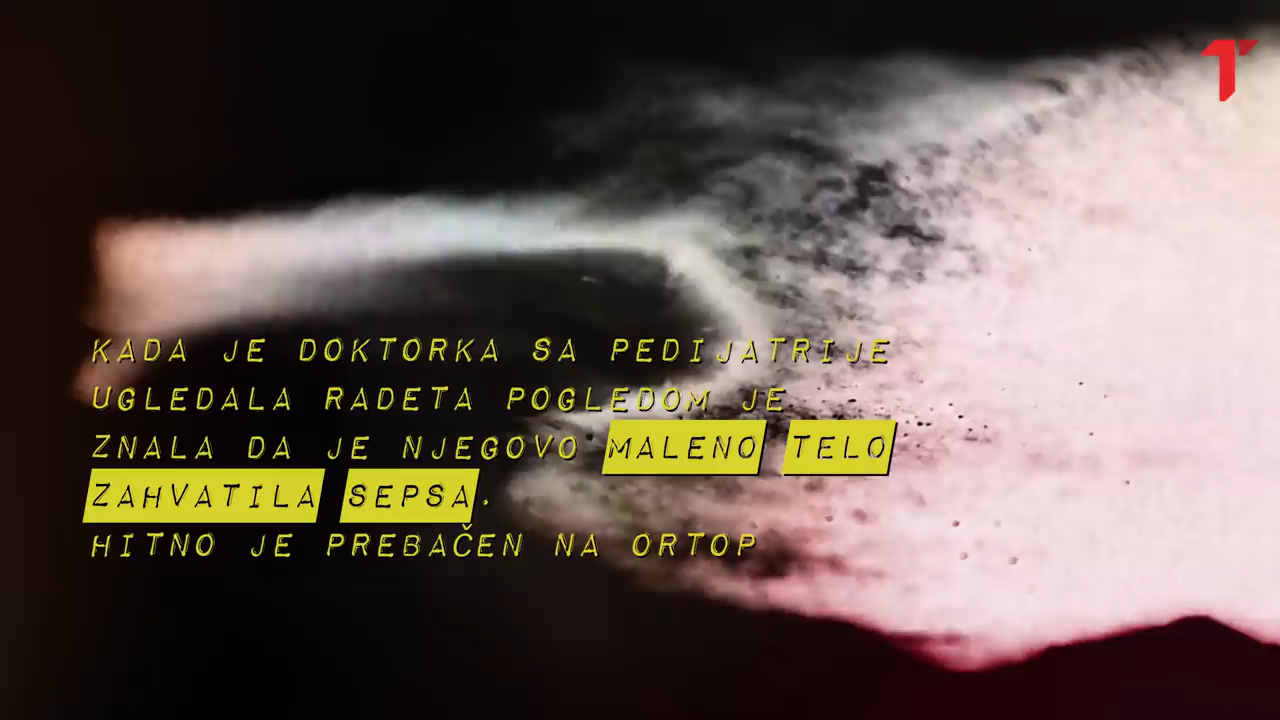 KADA JE DOKTORKA SA PEDIJATRIJE
UGLEDALA RADETA POGLEDOM JE
ZNALA DA JE NJEGOVO MALENO TELO
ZAHVATILA SEPSA.
HITNO JE PREBAČEN NA ORTOP